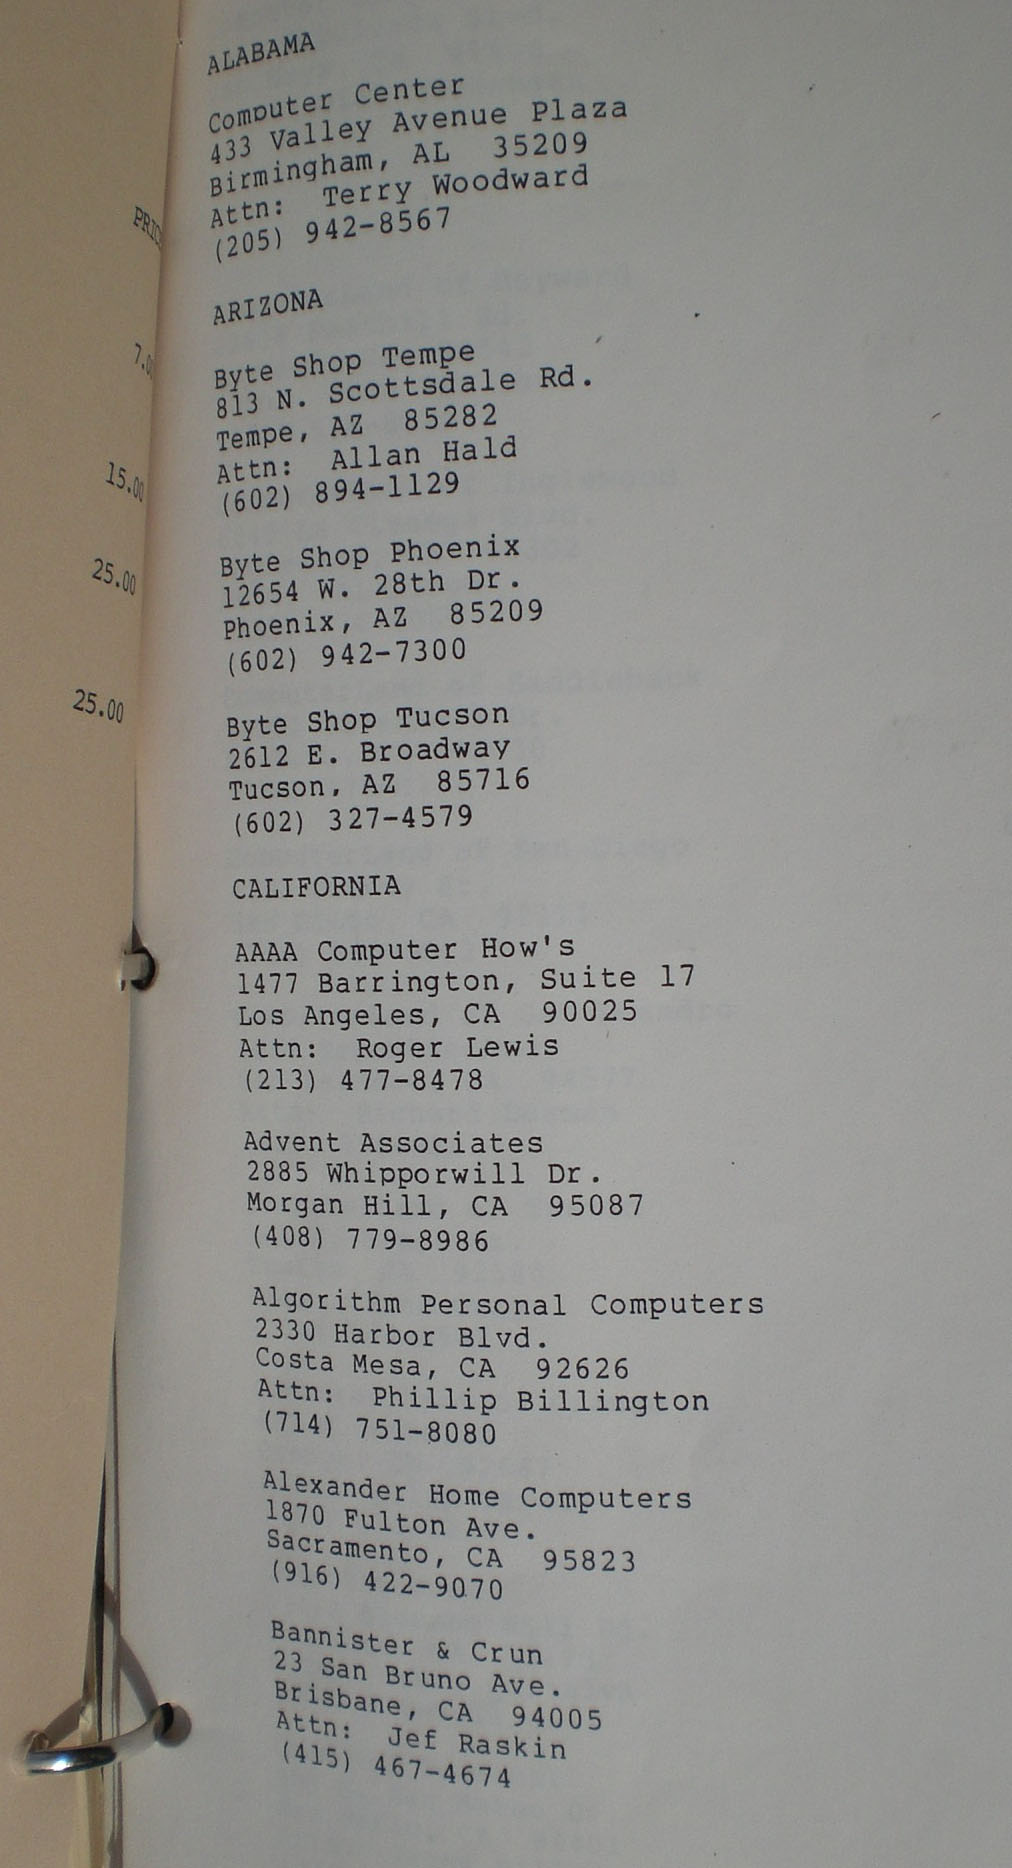 PRIC
7.00
15.00
25.00
25.00
ALABAMA
Computer Center
433 Valley Avenue Plaza
Birmingham, AL  35209
Attn:  Terry Woodward
(205) 942-8567
ARIZONA
Byte Shop Tempe
813 N. Scottsdale Rd.
Tempe, AZ  85282
Attn:  Allan Hald
(602) 894-1129
Byte Shop Phoenix
12654 W. 28th Dr.
Phoenix, AZ  85209
(602) 942-7300
Byte Shop Tucson
2612 E. Broadway
Tucson, AZ  85716
(602) 327-4579
CALIFORNIA
AAAA Computer How's
1477 Barrington, Suite 17
Los Angeles, CA  90025
Attn:  Roger Lewis
(213) 477-8478
Advent Associates
2885 Whipporwill Dr.
Morgan Hill, CA  95087
(408) 779-8986
Algorithm Personal Computers
2330 Harbor Blvd.
Costa Mesa, CA  92626
Attn:  Phillip Billington
(714) 751-8080
Alexander Home Computers
1870 Fulton Ave.
Sacramento, CA  95823
(916) 422-9070
Bannister & Crun
23 San Bruno Ave.
Brisbane, CA  94005
Attn:  Jef Raskin
(415) 467-4674